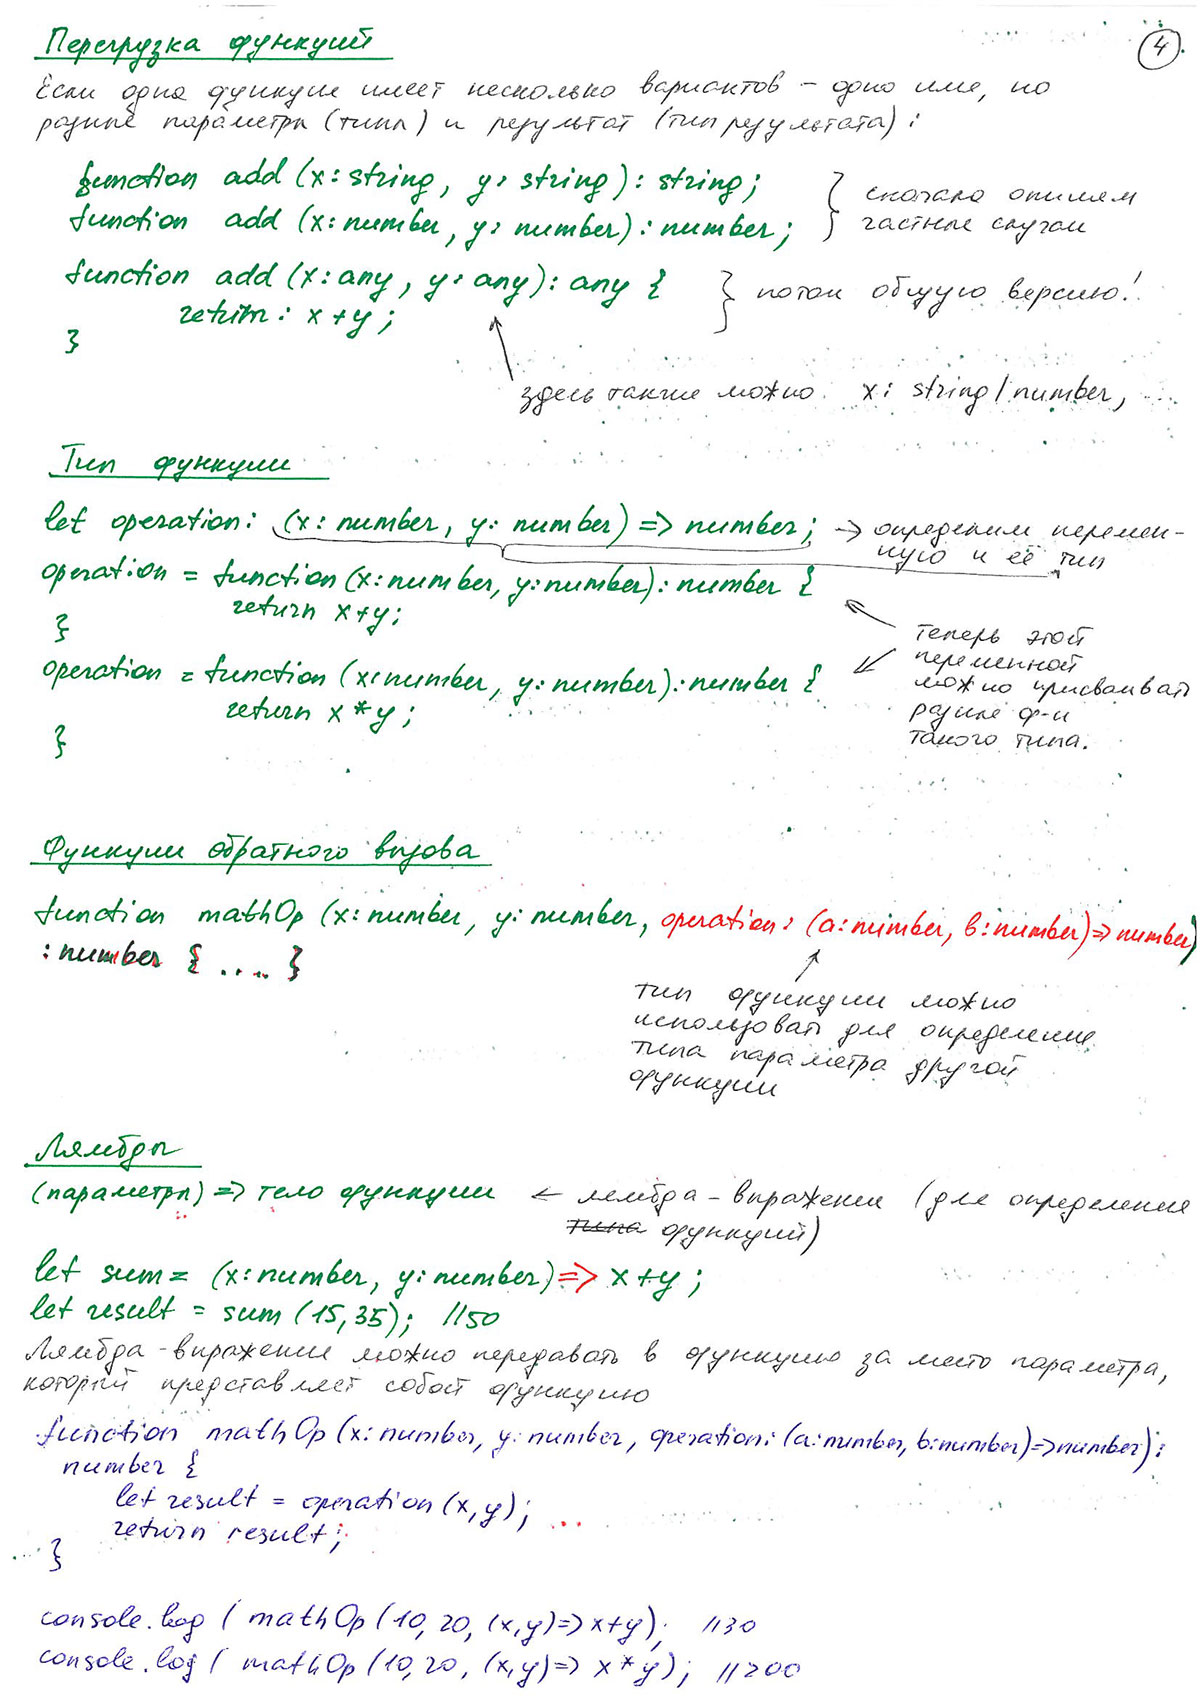 Перегрузка функций
4
Если одна функция имеет несколько вариантов – одно имя, но
разные параметры (типы) и результат (тип результата):
function add (x: string, y: string): string;
function add (x: number, y: number): number;
} сначала опишем
частные случаи
function add (x: any, y: any): any {
return: x + y;
}
} потом общую версию!
здесь также можно x: string / number, ...
Тип функции
let operation: (x: number, y: number) => number; → определим перемен-
ную и её тип
operation = function (x: number, y: number): number {
return x + y;
}
operation = function (x: number, y: number): number {
return x * y;
}
теперь этой
переменной
можно присваивать
разные ф-и
такого типа.
Функции обратного вызова
function mathOp (x: number, y: number, operation: (a: number, b: number) => number)
: number { .... }
тип функции можно
использовать для определения
типа параметра другой
функции
Лямбды
(параметры) => тело функции ← лямбда-выражения (для определения
типа функций)
let sum = (x: number, y: number) => x + y;
let result = sum (15, 35); //50
Лямбда-выражения можно передавать в функцию за место параметра,
который представляет собой функцию
function mathOp (x: number, y: number, operation: (a: number, b: number) => number):
number {
let result = operation (x, y);
return result;
}
console.log ( mathOp (10, 20, (x, y) => x + y); //30
console.log ( mathOp (10, 20, (x, y) => x * y); //200